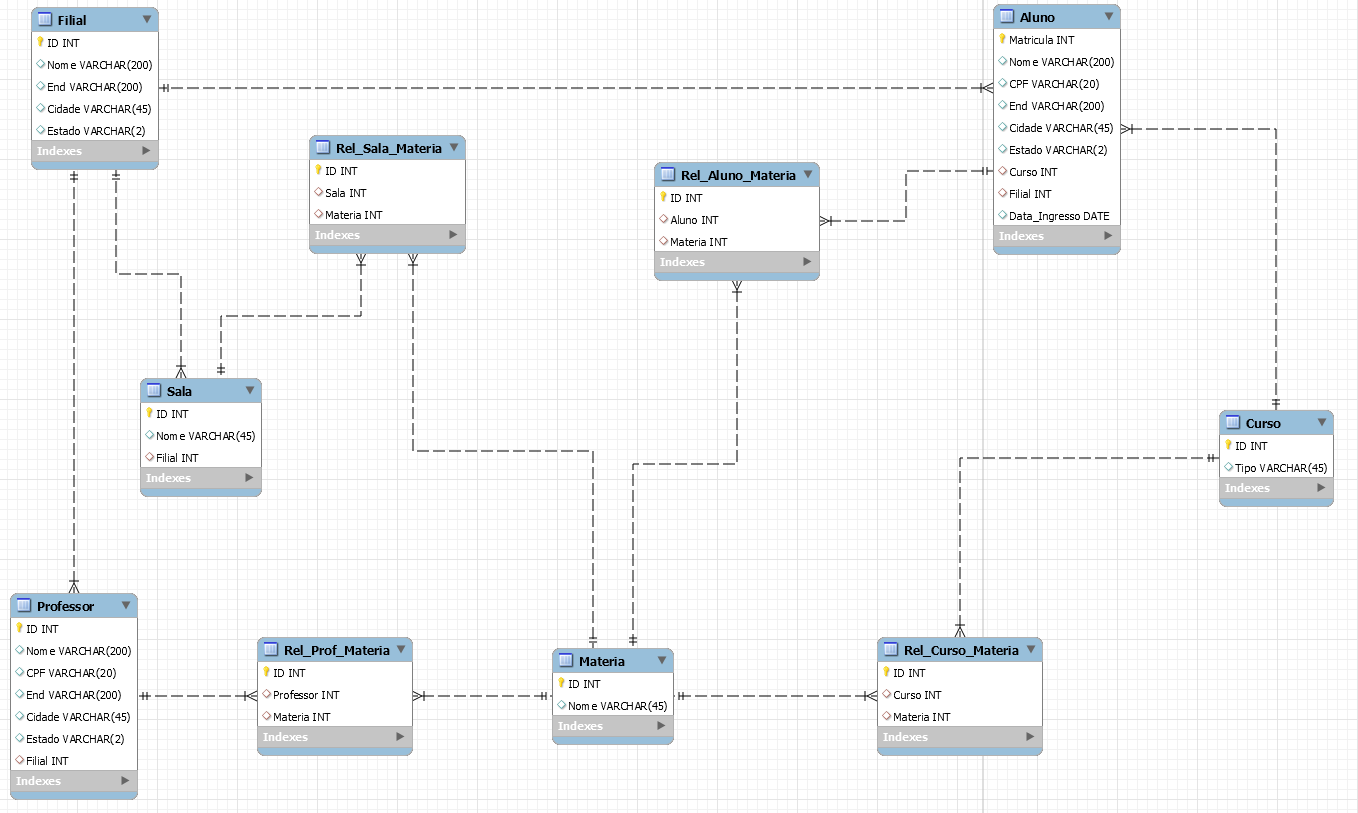 Filial
ID INT
Nome VARCHAR(200)
End VARCHAR(200)
Cidade VARCHAR(45)
Estado VARCHAR(2)
Indexes
Aluno
Matricula INT
Nome VARCHAR(200)
CPF VARCHAR(20)
End VARCHAR(200)
Cidade VARCHAR(45)
Estado VARCHAR(2)
Curso INT
Filial INT
Data_Ingresso DATE
Indexes
Rel_Sala_Materia
ID INT
Sala INT
Materia INT
Indexes
Rel_Aluno_Materia
ID INT
Aluno INT
Materia INT
Indexes
Sala
ID INT
Nome VARCHAR(45)
Filial INT
Indexes
Curso
ID INT
Tipo VARCHAR(45)
Indexes
Professor
ID INT
Nome VARCHAR(200)
CPF VARCHAR(20)
End VARCHAR(200)
Cidade VARCHAR(45)
Estado VARCHAR(2)
Filial INT
Indexes
Rel_Prof_Materia
ID INT
Professor INT
Materia INT
Indexes
Materia
ID INT
Nome VARCHAR(45)
Indexes
Rel_Curso_Materia
ID INT
Curso INT
Materia INT
Indexes